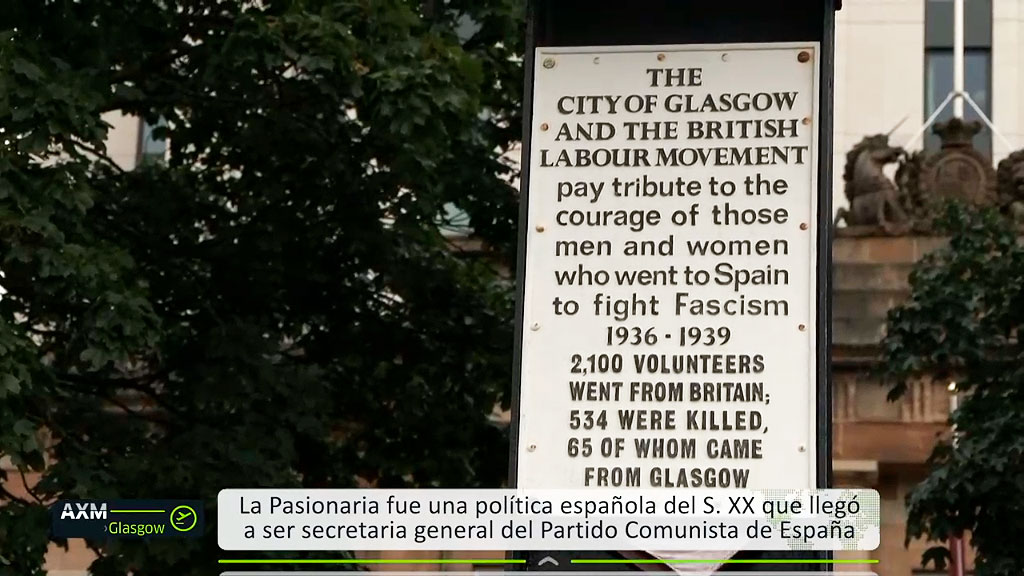 THE
CITY OF GLASGOW
AND THE BRITISH
LABOUR MOVEMENT
pay tribute to the
courage of those
men and women
who went to Spain
to fight Fascism
1936 - 1939
2,100 VOLUNTEERS
WENT FROM BRITAIN;
534 WERE KILLED,
65 OF WHOM CAME
FROM GLASGOW
AXM
Glasgow
La Pasionaria fue una política española del S. XX que llegó
a ser secretaria general del Partido Comunista de España